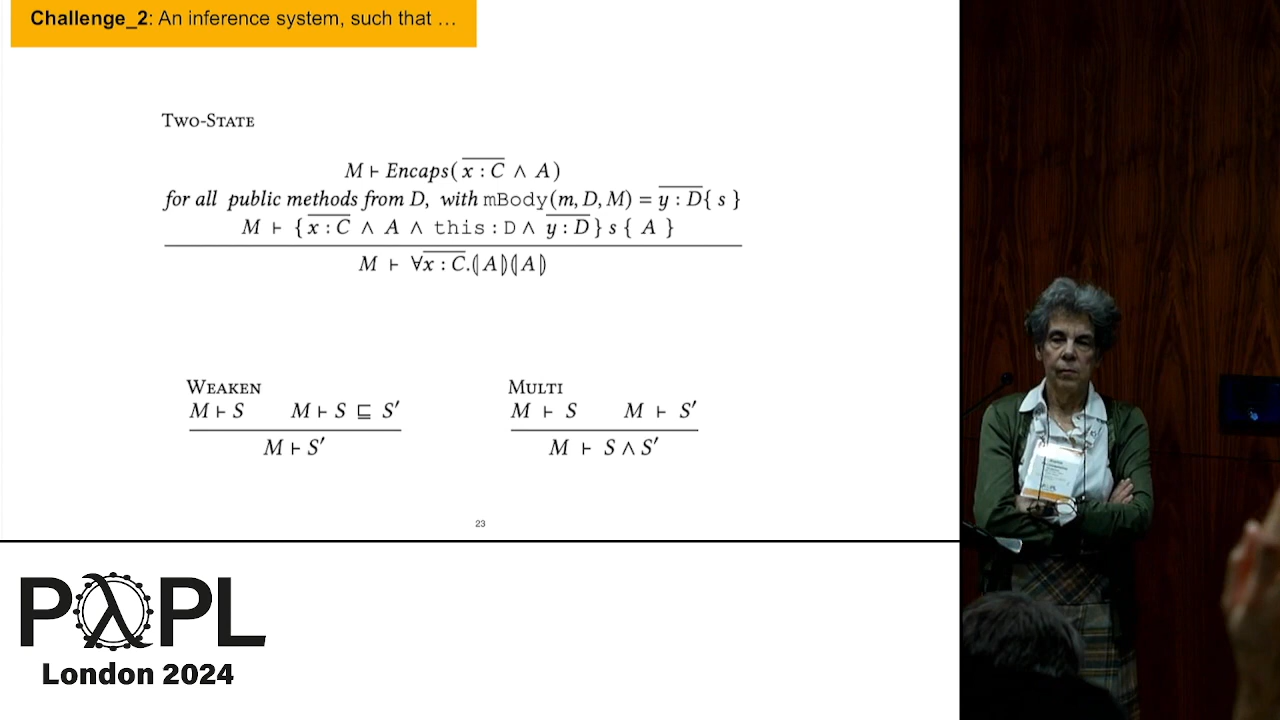 Challenge_2: An inference system, such that …
TWO-STATE
M ⊢ Encaps(x : C ∧ A)
for all public methods from D, with mBody(m, D, M) = y : D{ s }
M ⊢ { x : C ∧ A ∧ this : D ∧ y : D } s { A }
M ⊢ ∀x : C.⦇A⦈⦇A⦈
WEAKEN
M ⊢ S M ⊢ S ⊑ S′
M ⊢ S′
MULTI
M ⊢ S M ⊢ S′
M ⊢ S ∧ S′
23
PλPL
London 2024